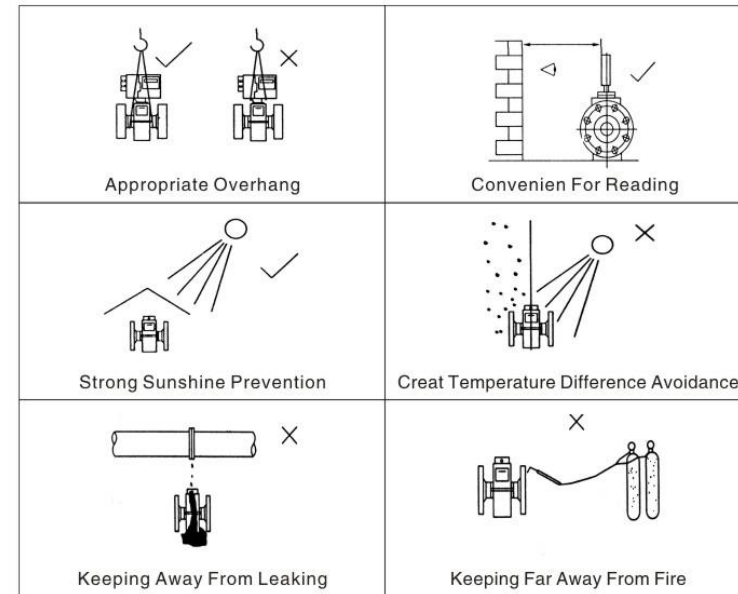 Appropriate Overhang
Convenien For Reading
Strong Sunshine Prevention
Creat Temperature Difference Avoidance
Keeping Away From Leaking
Keeping Far Away From Fire